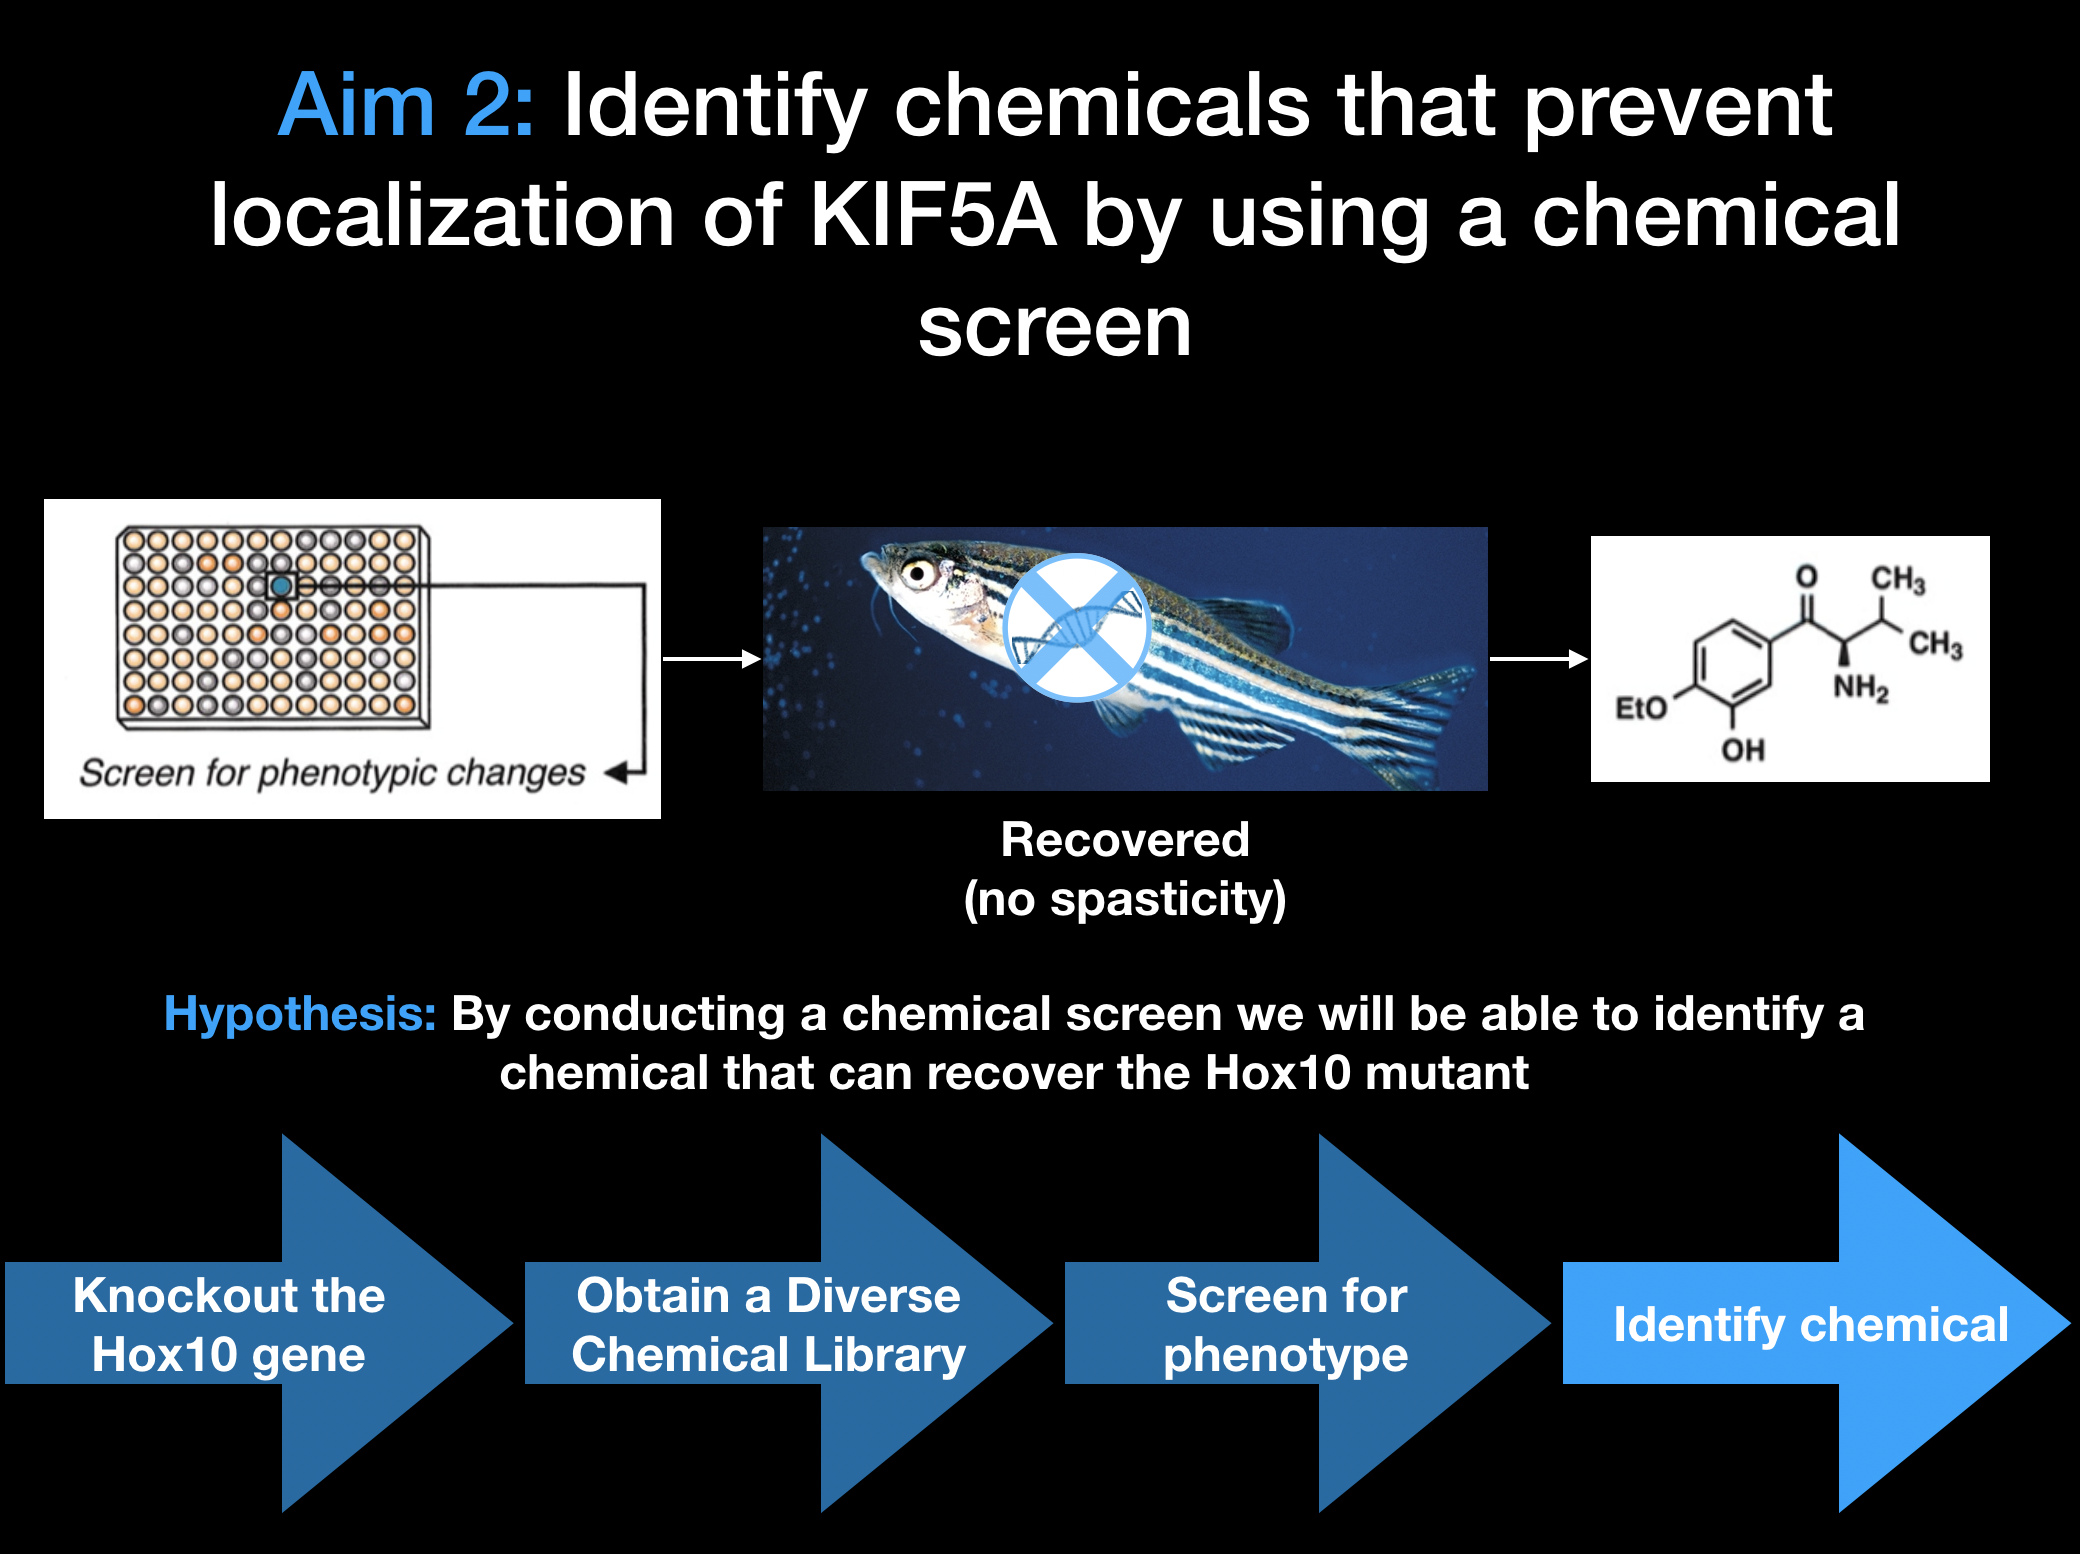 Aim 2: Identify chemicals that prevent
localization of KIF5A by using a chemical
screen
Screen for phenotypic changes
O
CH3
CH3
NH2
EtO
OH
Recovered
(no spasticity)
Hypothesis: By conducting a chemical screen we will be able to identify a
chemical that can recover the Hox10 mutant
Knockout the
Hox10 gene
Obtain a Diverse
Chemical Library
Screen for
phenotype
Identify chemical